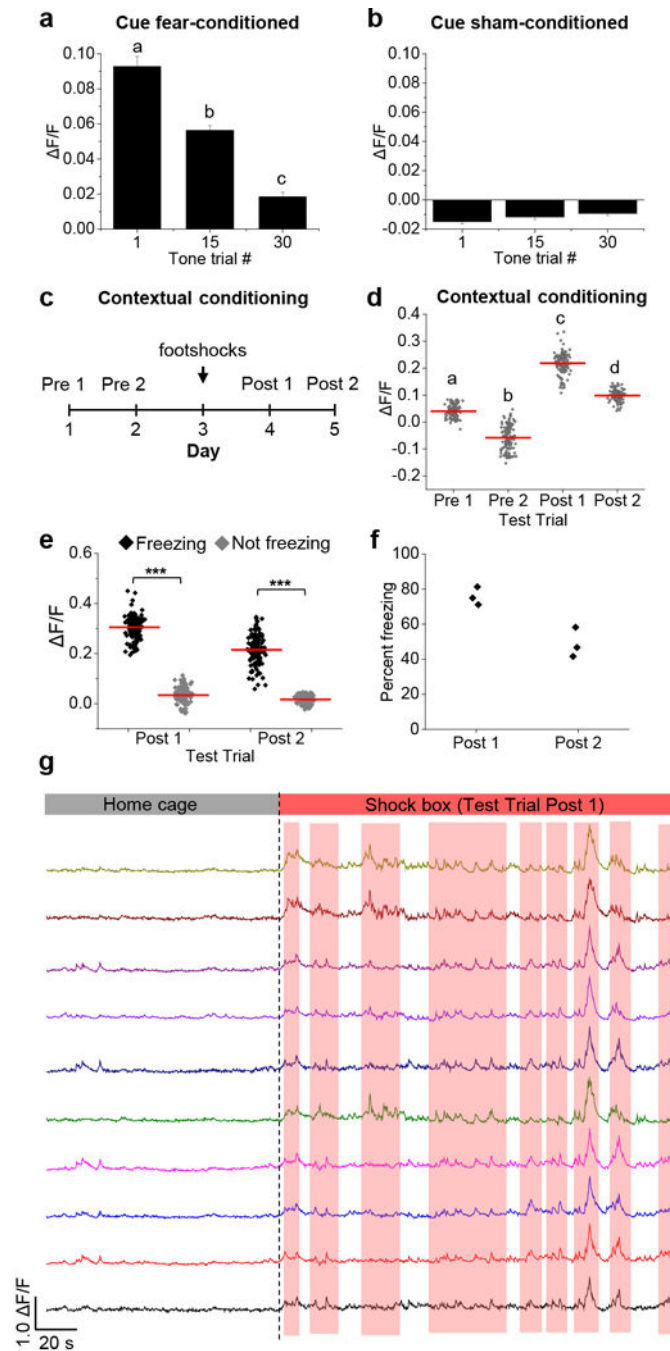 a Cue fear-conditioned
0.10
0.08
0.06
0.04
0.02
0.00
ΔF/F
a
b
c
1 15 30
Tone trial #
b Cue sham-conditioned
0.10
0.08
0.06
0.04
0.02
0.00
-0.02
ΔF/F
1 15 30
Tone trial #
c Contextual conditioning
footshocks
Pre 1 Pre 2 Post 1 Post 2
1 2 3 4 5
Day
d Contextual conditioning
0.4
0.3
0.2
0.1
0.0
-0.1
-0.2
ΔF/F
a
b
c
d
Pre 1 Pre 2 Post 1 Post 2
Test Trial
e
Freezing Not freezing
0.6
0.4
0.2
0.0
ΔF/F
*** ***
Post 1 Post 2
Test Trial
f
100
80
60
40
20
0
Percent freezing
Post 1 Post 2
g
Home cage Shock box (Test Trial Post 1)
1.0 ΔF/F
20 s